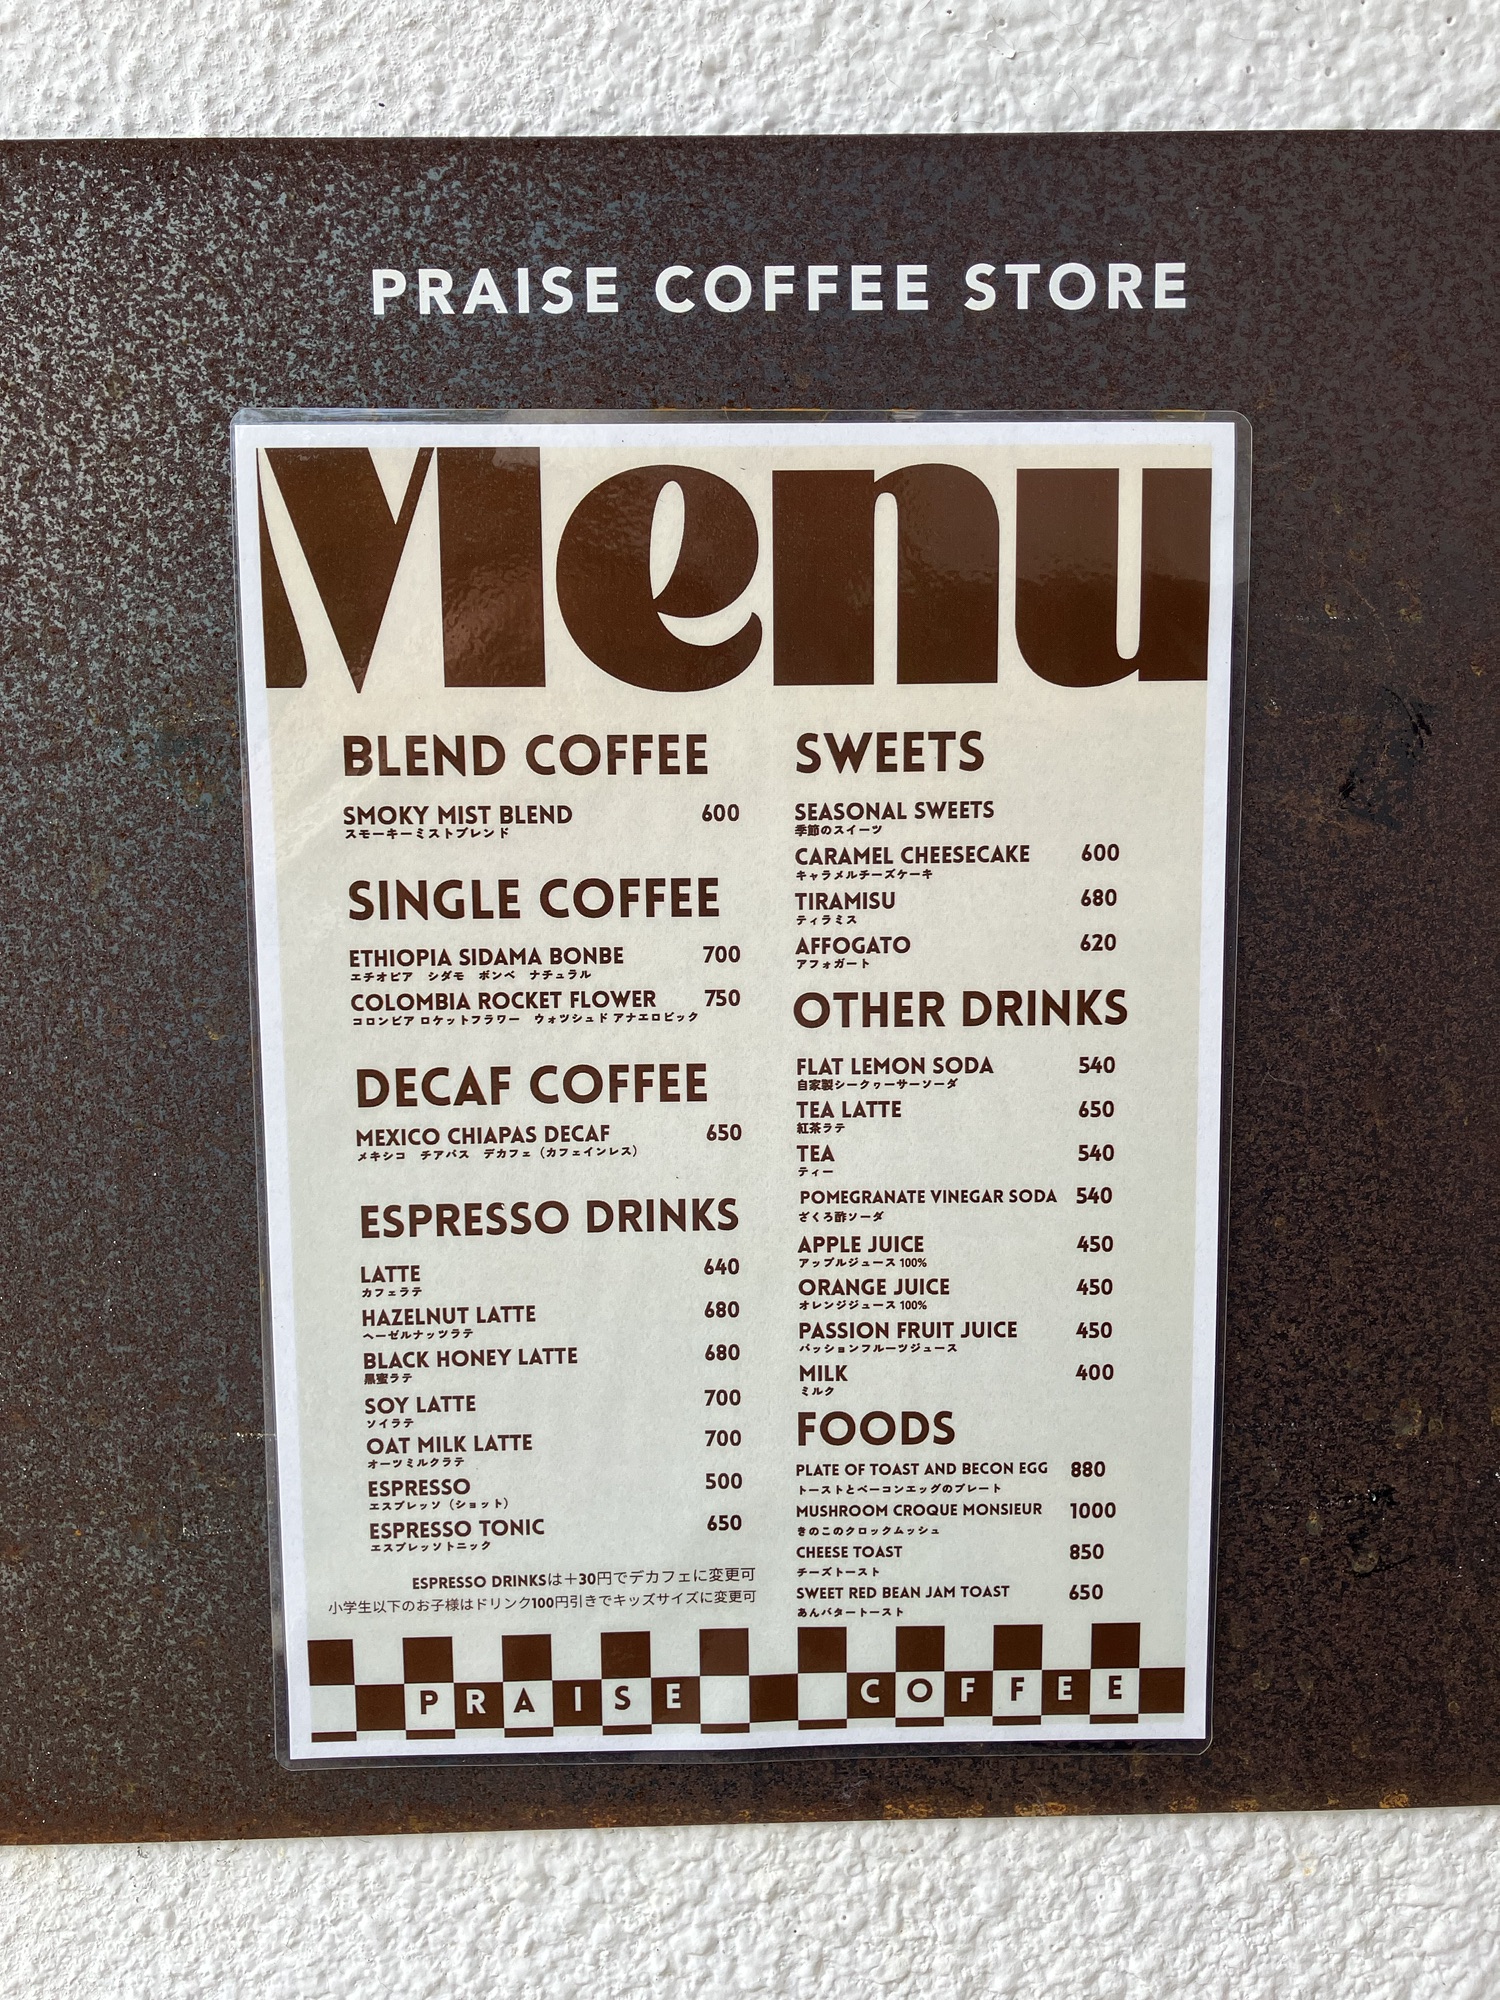 PRAISE COFFEE STORE
Menu
BLEND COFFEE
SMOKY MIST BLEND 600
スモーキーミストブレンド
SINGLE COFFEE
ETHIOPIA SIDAMA BONBE 700
エチオピア シダモ ボンベ ナチュラル
COLOMBIA ROCKET FLOWER 750
コロンビア ロケットフラワー ウォッシュド アナエロビック
DECAF COFFEE
MEXICO CHIAPAS DECAF 650
メキシコ チアパス デカフェ（カフェインレス）
ESPRESSO DRINKS
LATTE 640
カフェラテ
HAZELNUT LATTE 680
ヘーゼルナッツラテ
BLACK HONEY LATTE 680
黒蜜ラテ
SOY LATTE 700
ソイラテ
OAT MILK LATTE 700
オーツミルクラテ
ESPRESSO 500
エスプレッソ（ショット）
ESPRESSO TONIC 650
エスプレッソトニック
ESPRESSO DRINKSは＋30円でデカフェに変更可
小学生以下のお子様はドリンク100円引きでキッズサイズに変更可
SWEETS
SEASONAL SWEETS
季節のスイーツ
CARAMEL CHEESECAKE 600
キャラメルチーズケーキ
TIRAMISU 680
ティラミス
AFFOGATO 620
アフォガート
OTHER DRINKS
FLAT LEMON SODA 540
自家製シークヮーサーソーダ
TEA LATTE 650
紅茶ラテ
TEA 540
ティー
POMEGRANATE VINEGAR SODA 540
ざくろ酢ソーダ
APPLE JUICE 450
アップルジュース 100%
ORANGE JUICE 450
オレンジジュース 100%
PASSION FRUIT JUICE 450
パッションフルーツジュース
MILK 400
ミルク
FOODS
PLATE OF TOAST AND BECON EGG 880
トーストとベーコンエッグのプレート
MUSHROOM CROQUE MONSIEUR 1000
きのこのクロックムッシュ
CHEESE TOAST 850
チーズトースト
SWEET RED BEAN JAM TOAST 650
あんバタートースト
PRAISE COFFEE